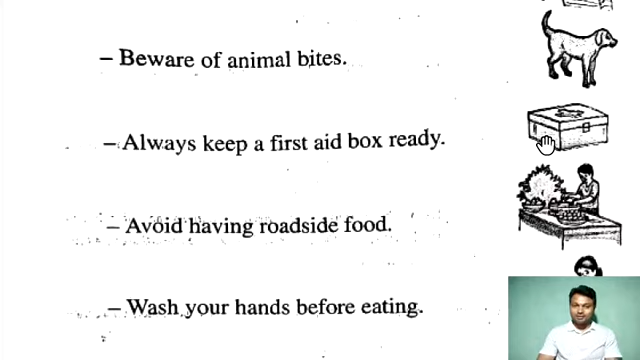 – Beware of animal bites.
– Always keep a first aid box ready.
– Avoid having roadside food.
– Wash your hands before eating.